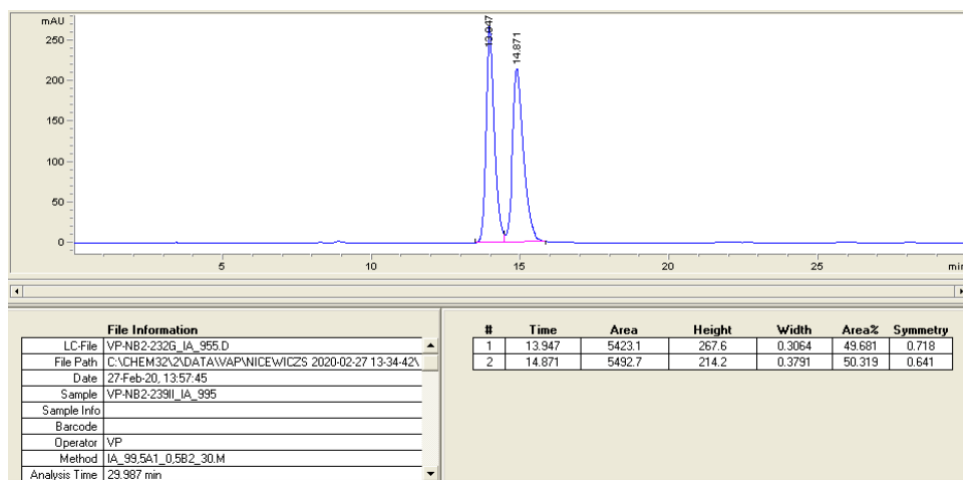 mAU
250
200
150
100
50
0
13.947
14.871
5
10
15
20
25
min
File Information
LC-File VP-NB2-232G_IA_955.D
File Path C:\CHEM32\2\DATA\VAP\NICEWICZS 2020-02-27 13-34-42\
Date 27-Feb-20, 13:57:45
Sample VP-NB2-239II_IA_995
Sample Info
Barcode
Operator VP
Method IA_99,5A1_0,5B2_30.M
Analysis Time 29.987 min
# Time Area Height Width Area% Symmetry
1 13.947 5423.1 267.6 0.3064 49.681 0.718
2 14.871 5492.7 214.2 0.3791 50.319 0.641